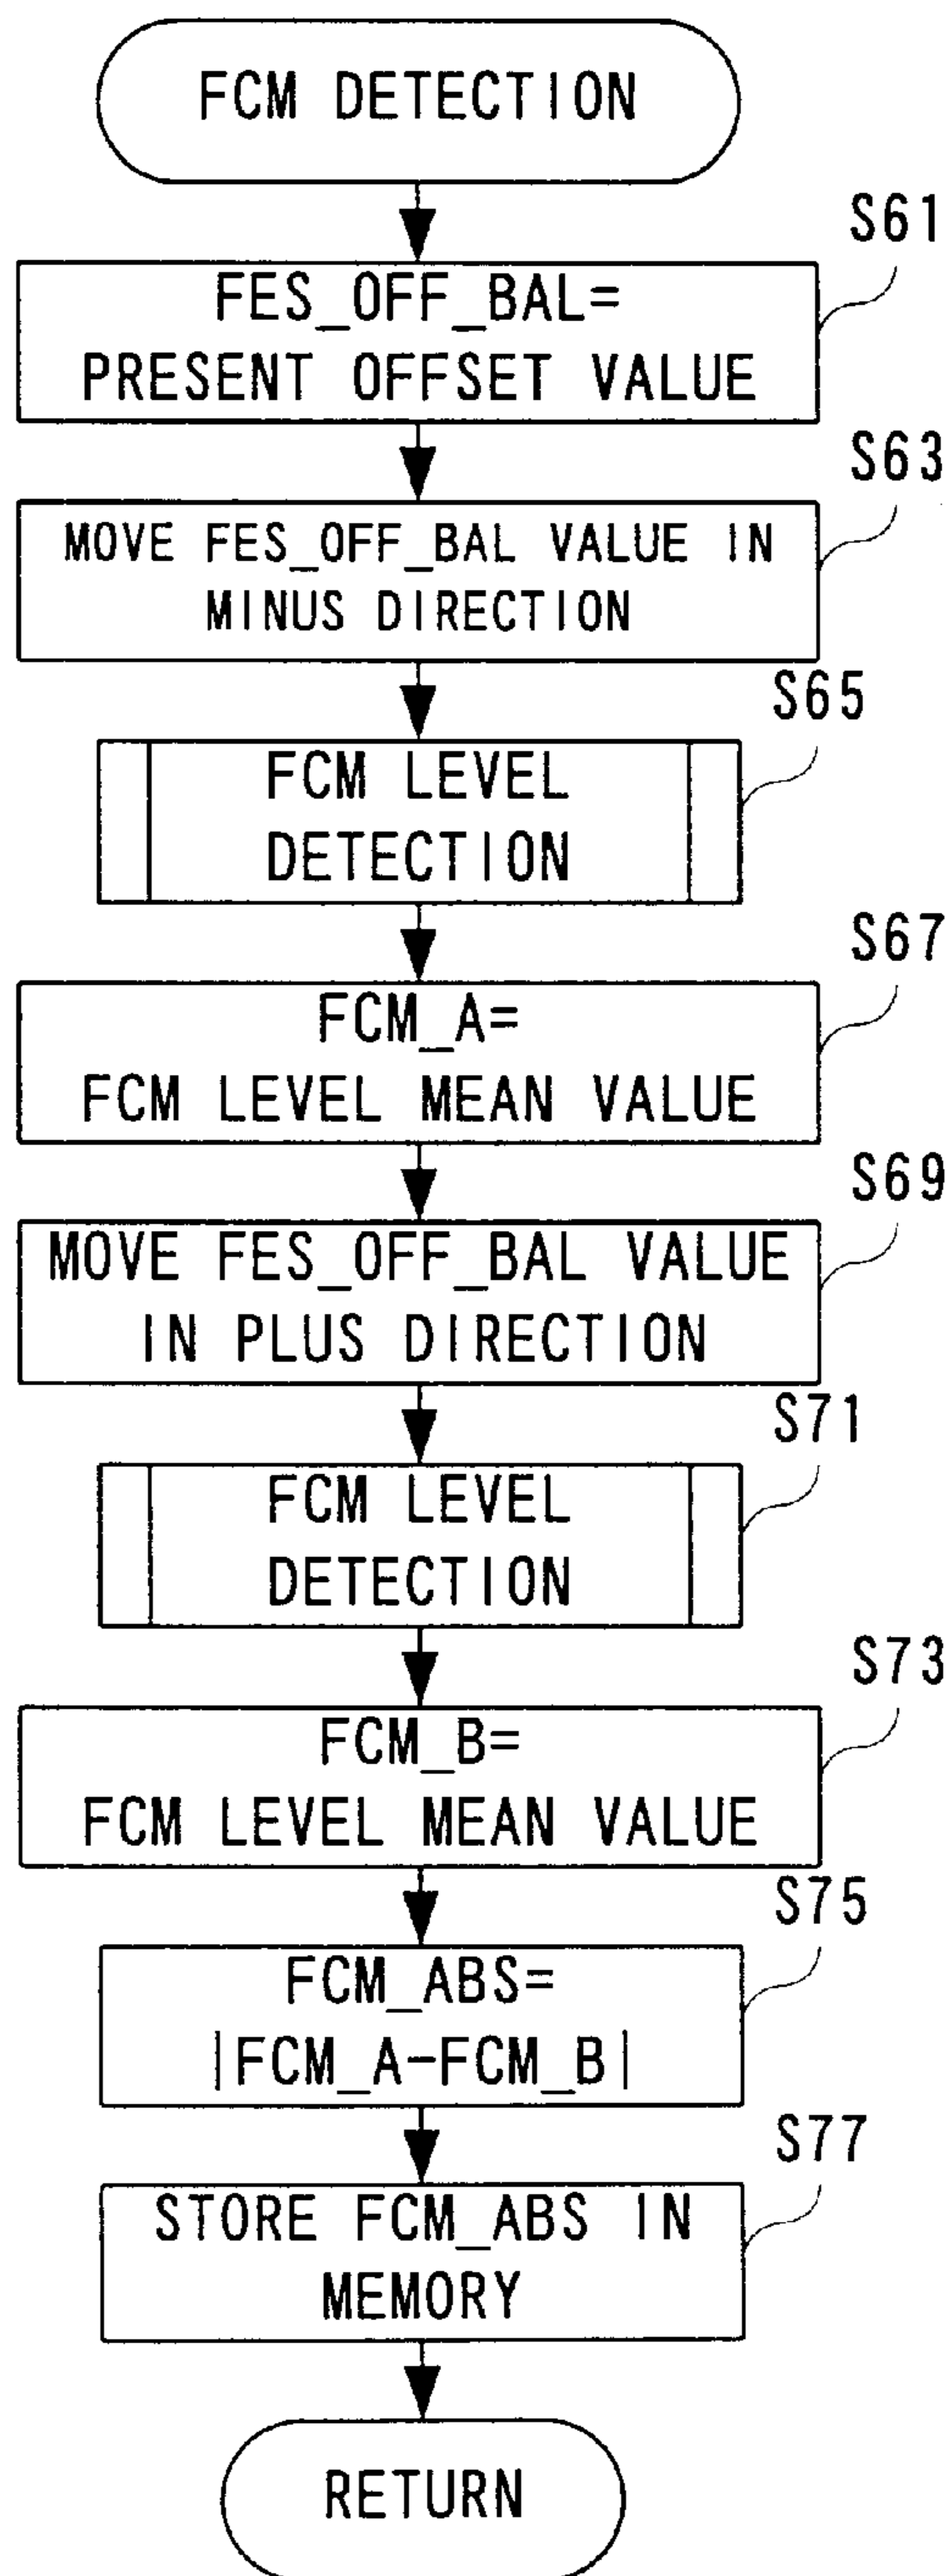 FCM DETECTION
S61
FES_OFF_BAL=
PRESENT OFFSET VALUE
S63
MOVE FES_OFF_BAL VALUE IN
MINUS DIRECTION
S65
FCM LEVEL
DETECTION
S67
FCM_A=
FCM LEVEL MEAN VALUE
S69
MOVE FES_OFF_BAL VALUE
IN PLUS DIRECTION
S71
FCM LEVEL
DETECTION
S73
FCM_B=
FCM LEVEL MEAN VALUE
S75
FCM_ABS=
|FCM_A-FCM_B|
S77
STORE FCM_ABS IN
MEMORY
RETURN